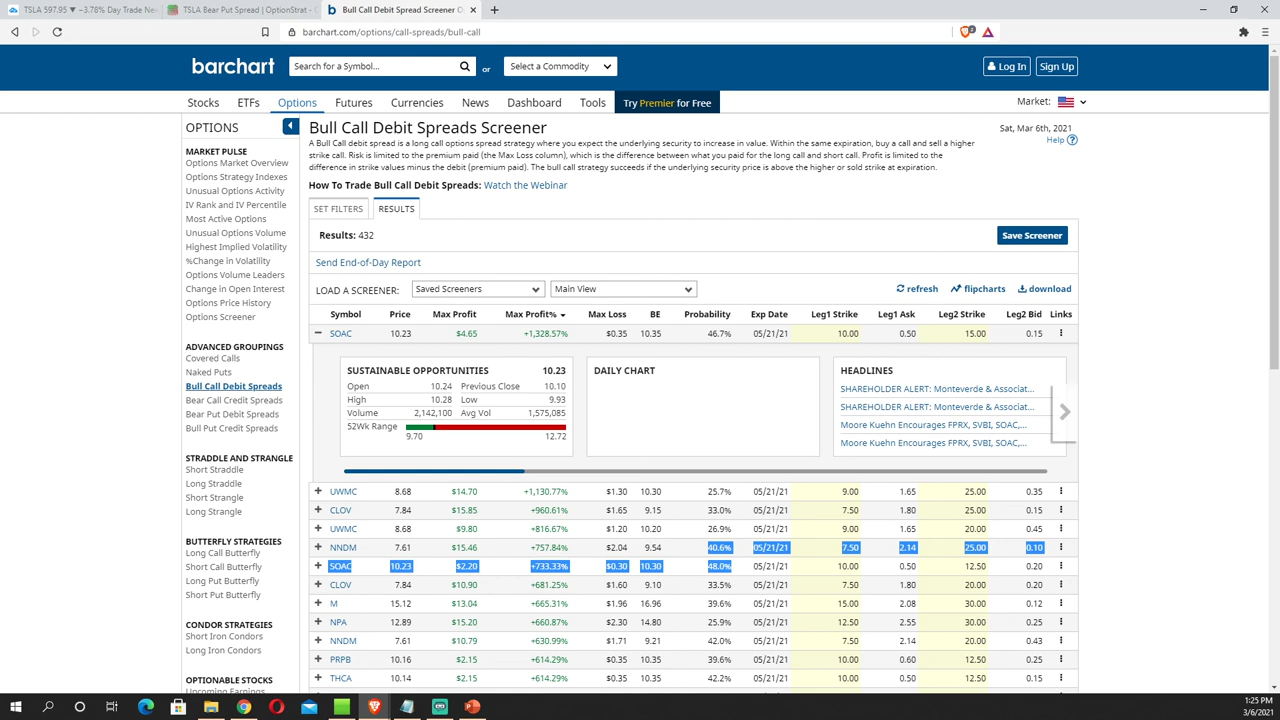 TSLA 597.95 ▼ −3.78% Day Trade Ne
TSLA Bear Put Spread | OptionStrat -
Bull Call Debit Spread Screener O
barchart.com/options/call-spreads/bull-call
barchart
Search for a Symbol...
or
Select a Commodity
Log In
Sign Up
Stocks ETFs Options Futures Currencies News Dashboard Tools Try Premier for Free
Market:
OPTIONS
MARKET PULSE
Options Market Overview
Options Strategy Indexes
Unusual Options Activity
IV Rank and IV Percentile
Most Active Options
Unusual Options Volume
Highest Implied Volatility
%Change in Volatility
Options Volume Leaders
Change in Open Interest
Options Price History
Options Screener
ADVANCED GROUPINGS
Covered Calls
Naked Puts
Bull Call Debit Spreads
Bear Call Credit Spreads
Bear Put Debit Spreads
Bull Put Credit Spreads
STRADDLE AND STRANGLE
Short Straddle
Long Straddle
Short Strangle
Long Strangle
BUTTERFLY STRATEGIES
Long Call Butterfly
Short Call Butterfly
Long Put Butterfly
Short Put Butterfly
CONDOR STRATEGIES
Short Iron Condors
Long Iron Condors
OPTIONABLE STOCKS
Upcoming Earnings
Bull Call Debit Spreads Screener
Sat, Mar 6th, 2021
Help
A Bull Call debit spread is a long call options spread strategy where you expect the underlying security to increase in value. Within the same expiration, buy a call and sell a higher
strike call. Risk is limited to the premium paid (the Max Loss column), which is the difference between what you paid for the long call and short call. Profit is limited to the
difference in strike values minus the debit (premium paid). The bull call strategy succeeds if the underlying security price is above the higher or sold strike at expiration.
How To Trade Bull Call Debit Spreads: Watch the Webinar
SET FILTERS RESULTS
Results: 432
Save Screener
Send End-of-Day Report
LOAD A SCREENER: Saved Screeners Main View refresh flipcharts download
Symbol Price Max Profit Max Profit% Max Loss BE Probability Exp Date Leg1 Strike Leg1 Ask Leg2 Strike Leg2 Bid Links
SOAC 10.23 $4.65 +1,328.57% $0.35 10.35 46.7% 05/21/21 10.00 0.50 15.00 0.15
SUSTAINABLE OPPORTUNITIES 10.23
Open 10.24 Previous Close 10.10
High 10.28 Low 9.93
Volume 2,142,100 Avg Vol 1,575,085
52Wk Range
9.70 12.72
DAILY CHART
HEADLINES
SHAREHOLDER ALERT: Monteverde & Associat...
SHAREHOLDER ALERT: Monteverde & Associat...
Moore Kuehn Encourages FPRX, SVBI, SOAC,...
Moore Kuehn Encourages FPRX, SVBI, SOAC,...
UWMC 8.68 $14.70 +1,130.77% $1.30 10.30 25.7% 05/21/21 9.00 1.65 25.00 0.35
CLOV 7.84 $15.85 +960.61% $1.65 9.15 33.0% 05/21/21 7.50 1.80 25.00 0.15
UWMC 8.68 $9.80 +816.67% $1.20 10.20 26.9% 05/21/21 9.00 1.65 20.00 0.45
NNDM 7.61 $15.46 +757.84% $2.04 9.54 40.6% 05/21/21 7.50 2.14 25.00 0.10
SOAC 10.23 $2.20 +733.33% $0.30 10.30 48.0% 05/21/21 10.00 0.50 12.50 0.20
CLOV 7.84 $10.90 +681.25% $1.60 9.10 33.5% 05/21/21 7.50 1.80 20.00 0.20
M 15.12 $13.04 +665.31% $1.96 16.96 39.6% 05/21/21 15.00 2.08 30.00 0.12
NPA 12.89 $15.20 +660.87% $2.30 14.80 25.9% 05/21/21 12.50 2.55 30.00 0.25
NNDM 7.61 $10.79 +630.99% $1.71 9.21 42.0% 05/21/21 7.50 2.14 20.00 0.43
PRPB 10.16 $2.15 +614.29% $0.35 10.35 39.6% 05/21/21 10.00 0.60 12.50 0.25
THCA 10.14 $2.15 +614.29% $0.35 10.35 42.2% 05/21/21 10.00 0.50 12.50 0.15
1:25 PM
3/6/2021